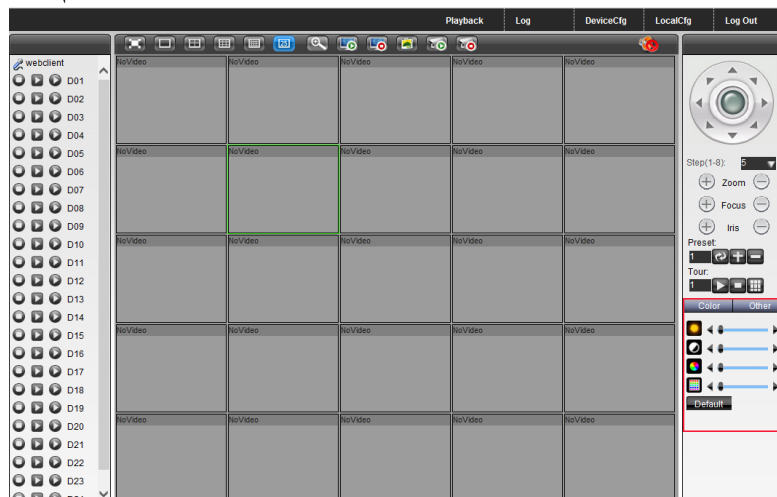 Playback Log DeviceCfg LocalCfg Log Out
webclient
D01
D02
D03
D04
D05
D06
D07
D08
D09
D10
D11
D12
D13
D14
D15
D16
D17
D18
D19
D20
D21
D22
D23
NoVideo NoVideo NoVideo NoVideo NoVideo
NoVideo NoVideo NoVideo NoVideo NoVideo
NoVideo NoVideo NoVideo NoVideo NoVideo
NoVideo NoVideo NoVideo NoVideo NoVideo
NoVideo NoVideo NoVideo NoVideo NoVideo
Step(1-8): 5
Zoom
Focus
Iris
Preset:
1
Tour:
1
Color Other
Default